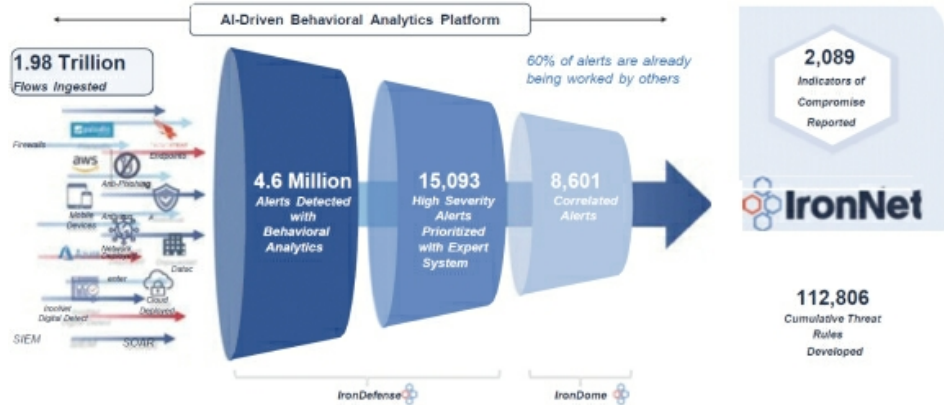 AI-Driven Behavioral Analytics Platform
1.98 Trillion
Flows Ingested
Firewalls
Endpoints
aws
Anti-Phishing
Mobile
Devices
Network
Cloud
Deployed
IronNet
Digital Detect
SIEM
SOAR
4.6 Million
Alerts Detected
with
Behavioral
Analytics
15,093
High Severity
Alerts
Prioritized
with Expert
System
60% of alerts are already
being worked by others
8,601
Correlated
Alerts
IronDefense
IronDome
2,089
Indicators of
Compromise
Reported
IronNet
112,806
Cumulative Threat
Rules
Developed